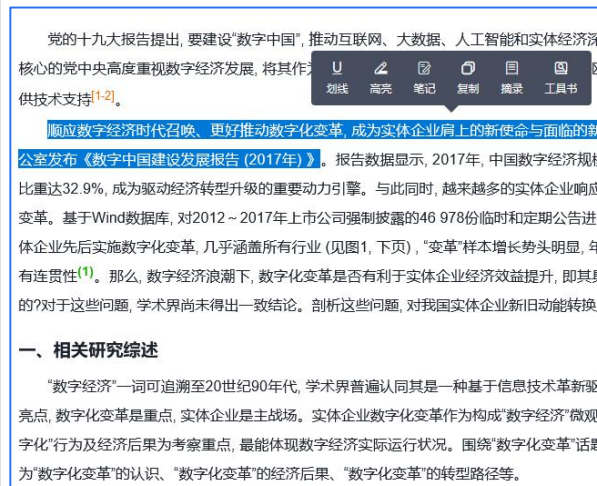 党的十九大报告提出, 要建设“数字中国”, 推动互联网、大数据、人工智能和实体经济深
核心的党中央高度重视数字经济发展, 将其作为
供技术支持[1-2]。
划线 高亮 笔记 复制 摘录 工具书
顺应数字经济时代召唤、更好推动数字化变革, 成为实体企业肩上的新使命与面临的新
公室发布《数字中国建设发展报告 (2017年) 》。报告数据显示, 2017年, 中国数字经济规模
比重达32.9%, 成为驱动经济转型升级的重要动力引擎。与此同时, 越来越多的实体企业响应
变革。基于Wind数据库, 对2012～2017年上市公司强制披露的46 978份临时和定期公告进
体企业先后实施数字化变革, 几乎涵盖所有行业 (见图1, 下页) , “变革”样本增长势头明显, 年
有连贯性(1)。那么, 数字经济浪潮下, 数字化变革是否有利于实体企业经济效益提升, 即其具
的?对于这些问题, 学术界尚未得出一致结论。剖析这些问题, 对我国实体企业新旧动能转换
一、相关研究综述
“数字经济”一词可追溯至20世纪90年代, 学术界普遍认同其是一种基于信息技术革新驱
亮点, 数字化变革是重点, 实体企业是主战场。实体企业数字化变革作为构成“数字经济”微观
字化”行为及经济后果为考察重点, 最能体现数字经济实际运行状况。围绕“数字化变革”话题
为“数字化变革”的认识、“数字化变革”的经济后果、“数字化变革”的转型路径等。